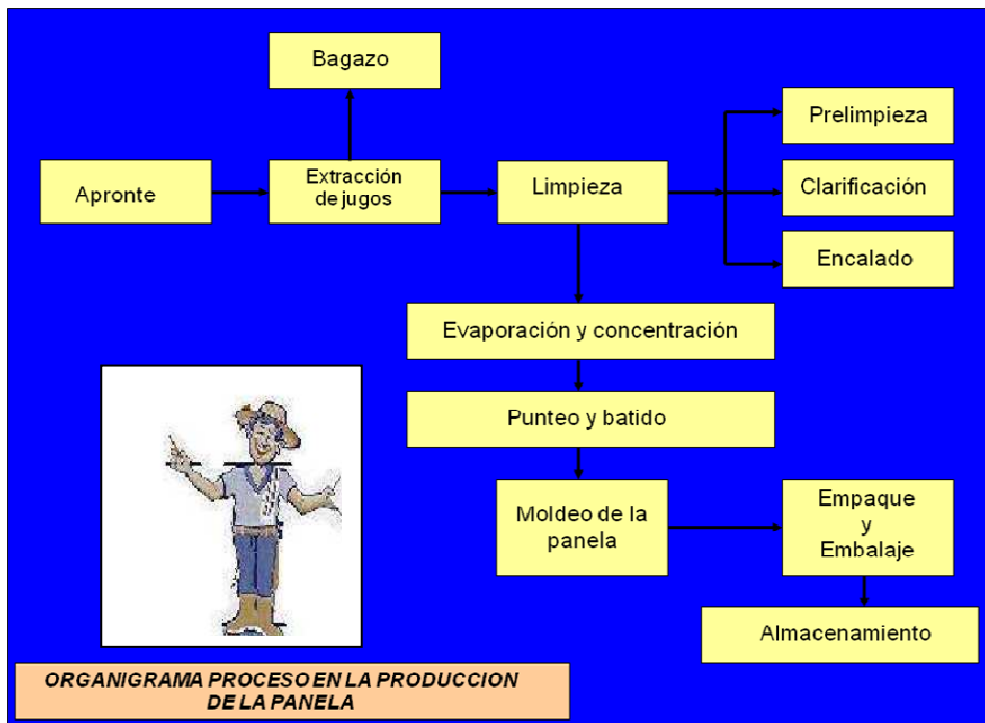 Bagazo
Prelimpieza
Apronte
Extracción
de jugos
Limpieza
Clarificación
Encalado
Evaporación y concentración
Punteo y batido
Moldeo de la
panela
Empaque
y
Embalaje
Almacenamiento
ORGANIGRAMA PROCESO EN LA PRODUCCION
DE LA PANELA